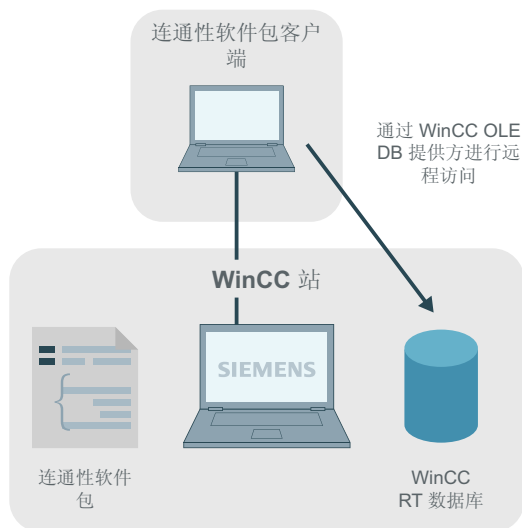 连通性软件包客户
端
通过 WinCC OLE
DB 提供方进行远
程访问
WinCC 站
SIEMENS
连通性软件
包
WinCC
RT 数据库